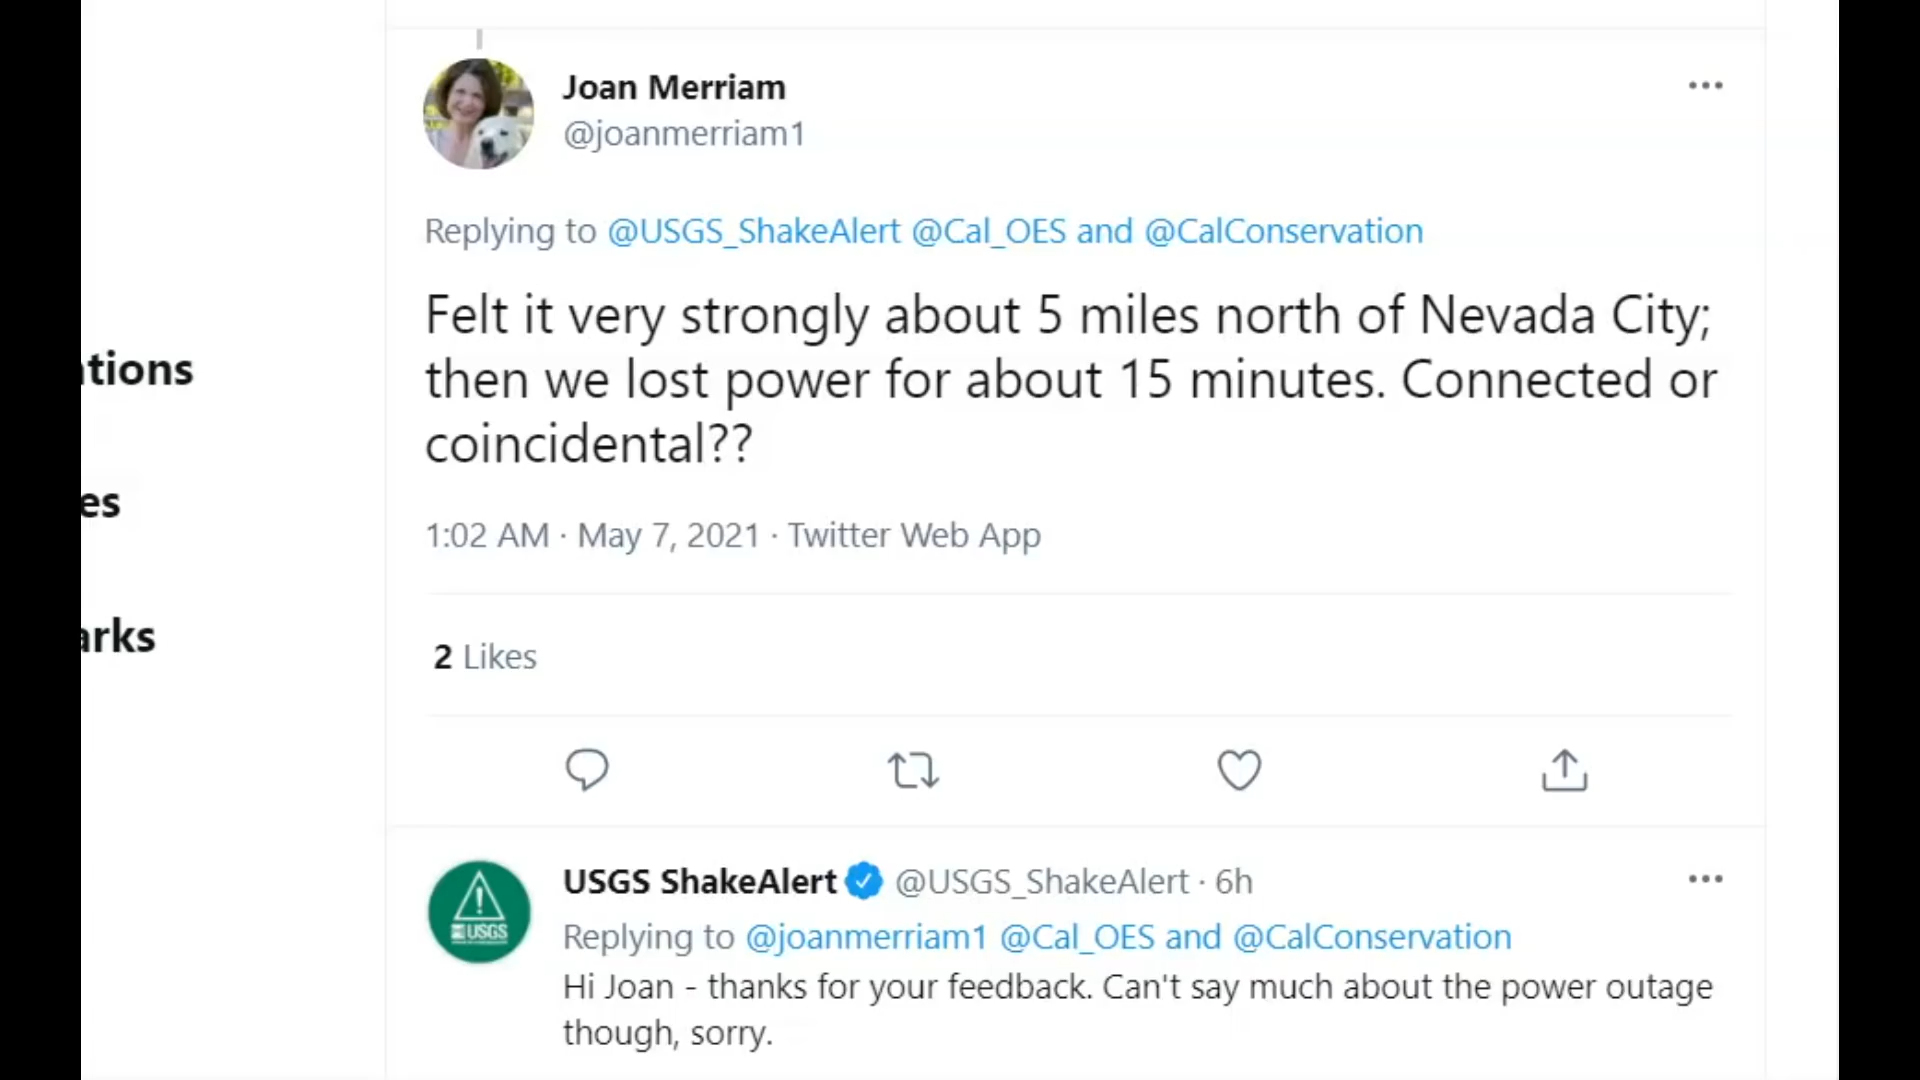 Joan Merriam
@joanmerriam1
Replying to @USGS_ShakeAlert @Cal_OES and @CalConservation
Felt it very strongly about 5 miles north of Nevada City;
then we lost power for about 15 minutes. Connected or
coincidental??
1:02 AM · May 7, 2021 · Twitter Web App
2 Likes
tions
es
arks
USGS ShakeAlert @USGS_ShakeAlert · 6h
Replying to @joanmerriam1 @Cal_OES and @CalConservation
Hi Joan - thanks for your feedback. Can't say much about the power outage
though, sorry.
USGS